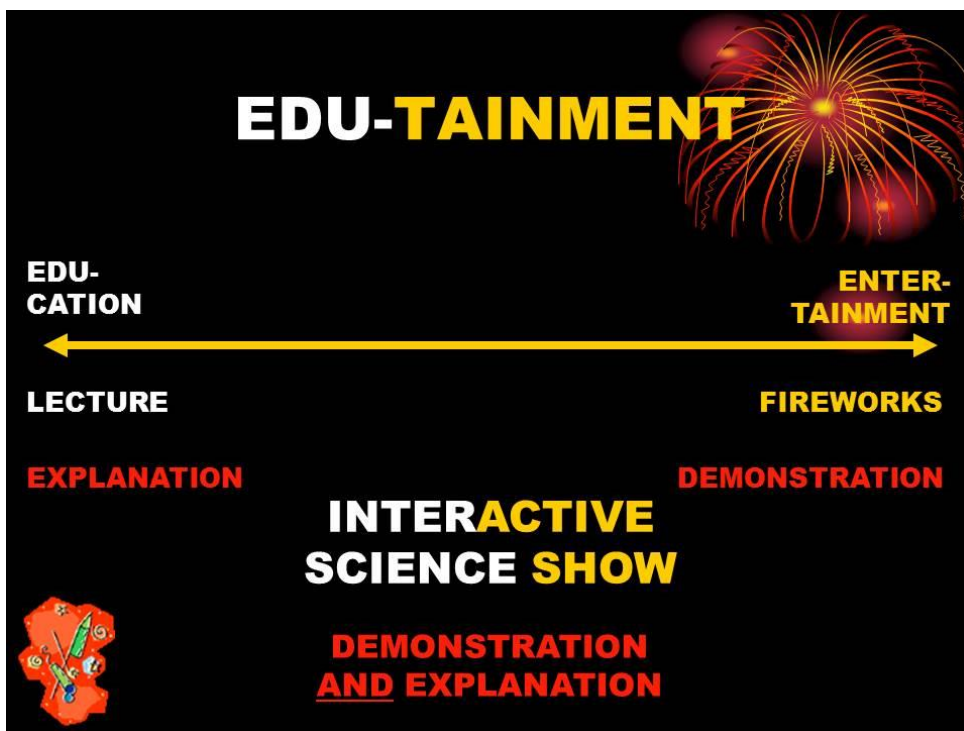 EDU-TAINMENT
EDU-
CATION
ENTER-
TAINMENT
LECTURE
FIREWORKS
EXPLANATION
DEMONSTRATION
INTERACTIVE
SCIENCE SHOW
DEMONSTRATION
AND EXPLANATION